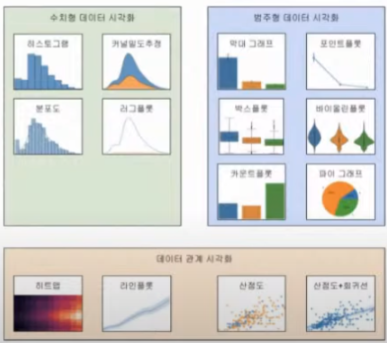 수치형 데이터 시각화
히스토그램
커널밀도추정
분포도
러그플롯
범주형 데이터 시각화
막대 그래프
포인트플롯
박스플롯
바이올린플롯
카운트플롯
파이 그래프
데이터 관계 시각화
히트맵
라인플롯
산점도
산점도+회귀선